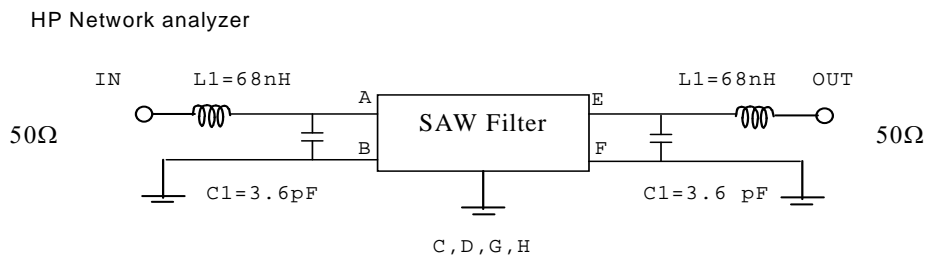 HP Network analyzer
IN L1=68nH L1=68nH OUT
A E
50Ω SAW Filter 50Ω
B F
C1=3.6pF C1=3.6 pF
C,D,G,H